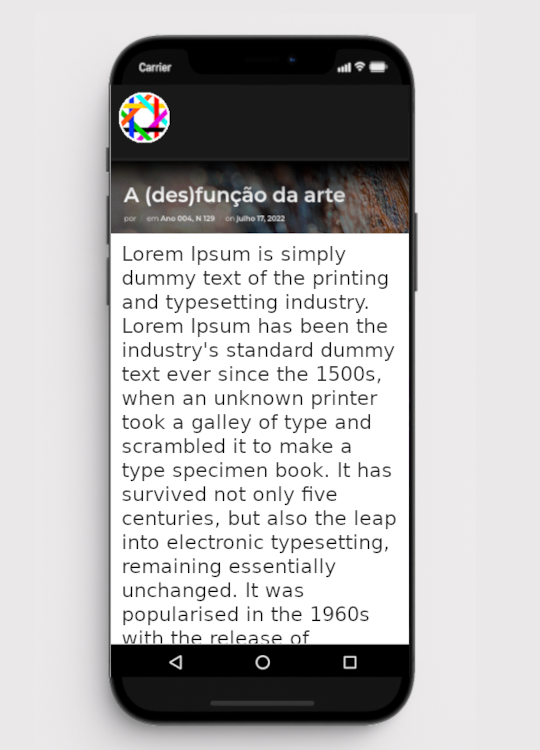 Carrier
A (des)função da arte
por em Ano 004, N 129 on julho 17, 2022
Lorem Ipsum is simply
dummy text of the printing
and typesetting industry.
Lorem Ipsum has been the
industry's standard dummy
text ever since the 1500s,
when an unknown printer
took a galley of type and
scrambled it to make a
type specimen book. It has
survived not only five
centuries, but also the leap
into electronic typesetting,
remaining essentially
unchanged. It was
popularised in the 1960s
with the release of